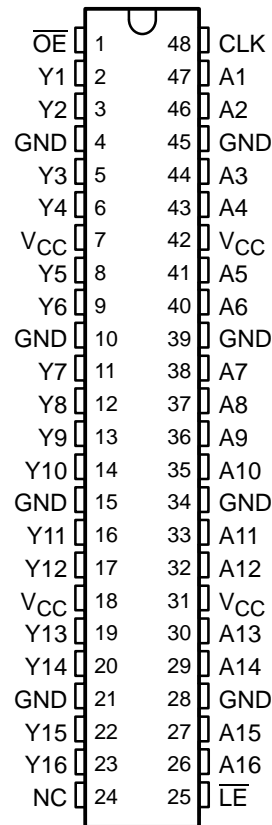 O̅E̅ 1 48 CLK
Y1 2 47 A1
Y2 3 46 A2
GND 4 45 GND
Y3 5 44 A3
Y4 6 43 A4
VCC 7 42 VCC
Y5 8 41 A5
Y6 9 40 A6
GND 10 39 GND
Y7 11 38 A7
Y8 12 37 A8
Y9 13 36 A9
Y10 14 35 A10
GND 15 34 GND
Y11 16 33 A11
Y12 17 32 A12
VCC 18 31 VCC
Y13 19 30 A13
Y14 20 29 A14
GND 21 28 GND
Y15 22 27 A15
Y16 23 26 A16
NC 24 25 L̅E̅